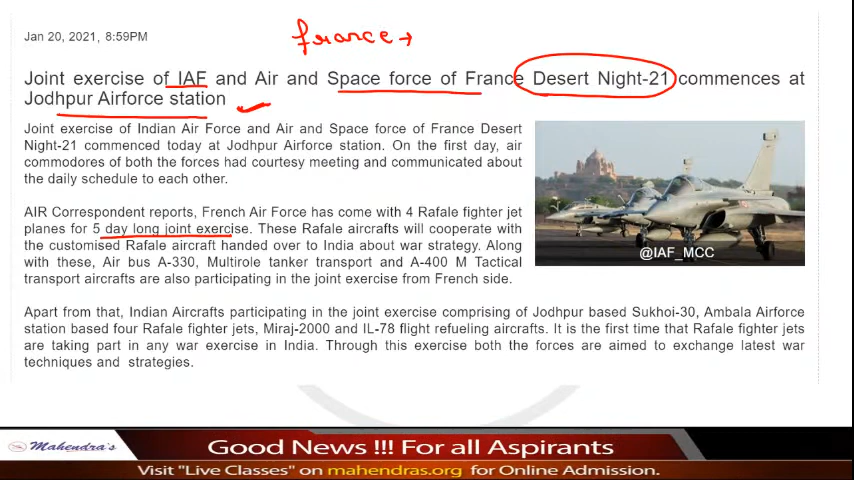 Jan 20, 2021, 8:59PM
france →
Joint exercise of IAF and Air and Space force of France Desert Night-21 commences at
Jodhpur Airforce station
Joint exercise of Indian Air Force and Air and Space force of France Desert
Night-21 commenced today at Jodhpur Airforce station. On the first day, air
commodores of both the forces had courtesy meeting and communicated about
the daily schedule to each other.
AIR Correspondent reports, French Air Force has come with 4 Rafale fighter jet
planes for 5 day long joint exercise. These Rafale aircrafts will cooperate with
the customised Rafale aircraft handed over to India about war strategy. Along
with these, Air bus A-330, Multirole tanker transport and A-400 M Tactical
transport aircrafts are also participating in the joint exercise from French side.
@IAF_MCC
Apart from that, Indian Aircrafts participating in the joint exercise comprising of Jodhpur based Sukhoi-30, Ambala Airforce
station based four Rafale fighter jets, Miraj-2000 and IL-78 flight refueling aircrafts. It is the first time that Rafale fighter jets
are taking part in any war exercise in India. Through this exercise both the forces are aimed to exchange latest war
techniques and strategies.
Mahendra's
Good News !!! For all Aspirants
Visit "Live Classes" on mahendras.org for Online Admission.